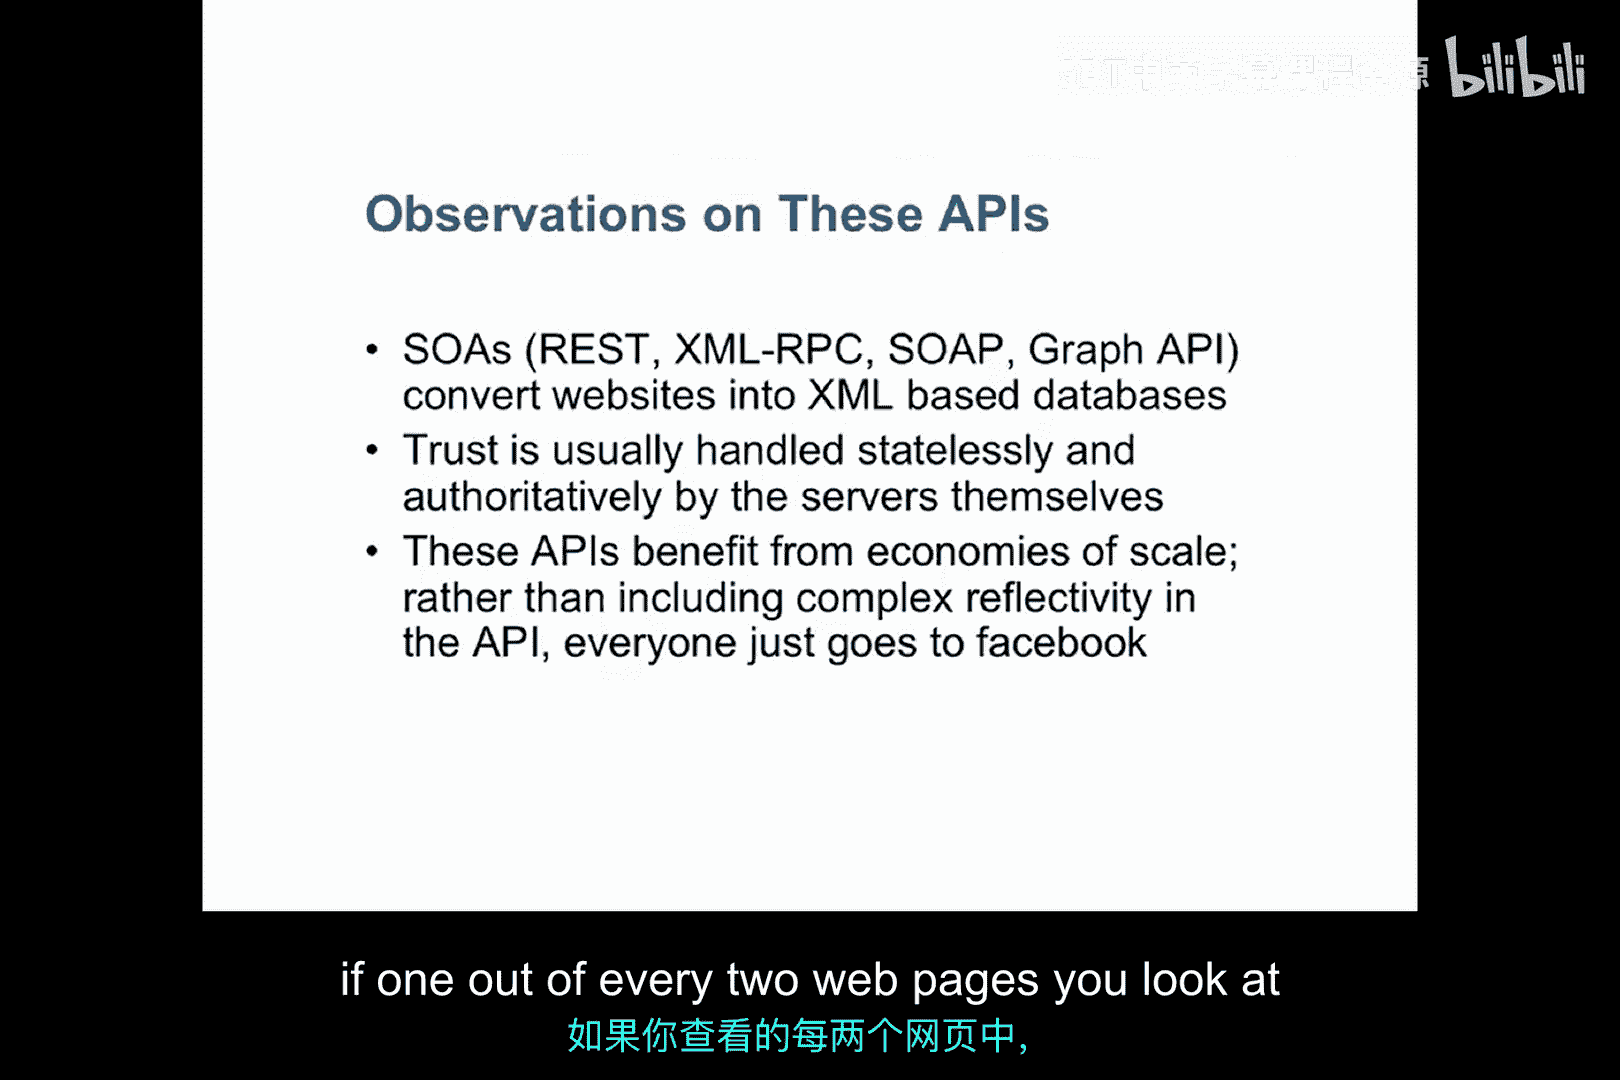 bilibili
Observations on These APIs
• SOAs (REST, XML-RPC, SOAP, Graph API)
convert websites into XML based databases
• Trust is usually handled statelessly and
authoritatively by the servers themselves
• These APIs benefit from economies of scale;
rather than including complex reflectivity in
the API, everyone just goes to facebook
if one out of every two web pages you look at
如果你查看的每两个网页中,